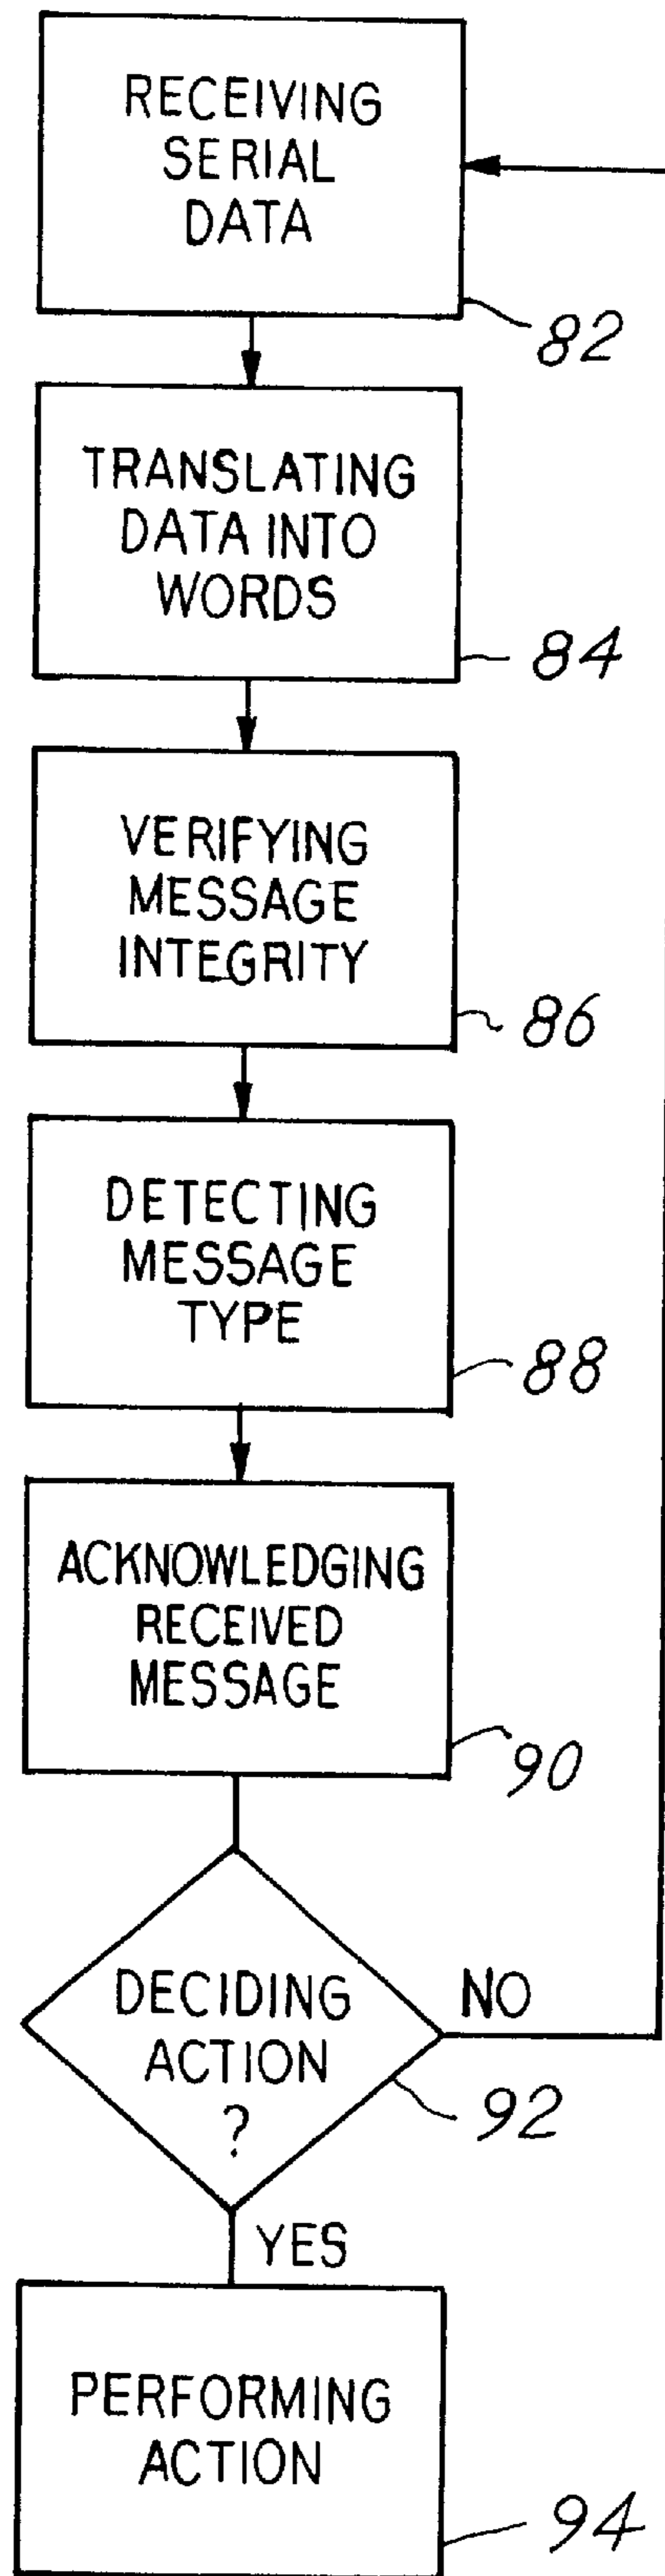 RECEIVING
SERIAL
DATA
82
TRANSLATING
DATA INTO
WORDS
84
VERIFYING
MESSAGE
INTEGRITY
86
DETECTING
MESSAGE
TYPE
88
ACKNOWLEDGING
RECEIVED
MESSAGE
90
DECIDING
ACTION
?
NO
92
YES
PERFORMING
ACTION
94